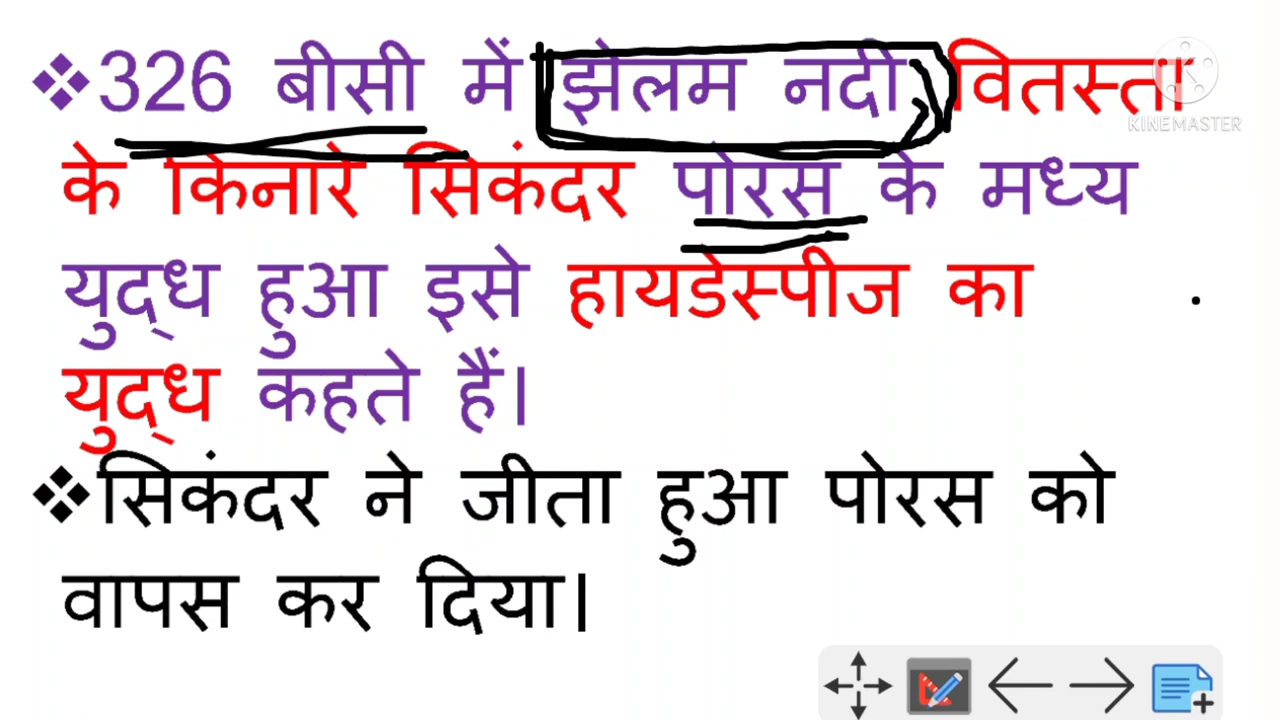 ❖326 बीसी में झेलम नदी, वितस्ता
KINEMASTER
के किनारे सिकंदर पोरस के मध्य
युद्ध हुआ इसे हायडेस्पीज का
युद्ध कहते हैं।
❖सिकंदर ने जीता हुआ पोरस को
वापस कर दिया।